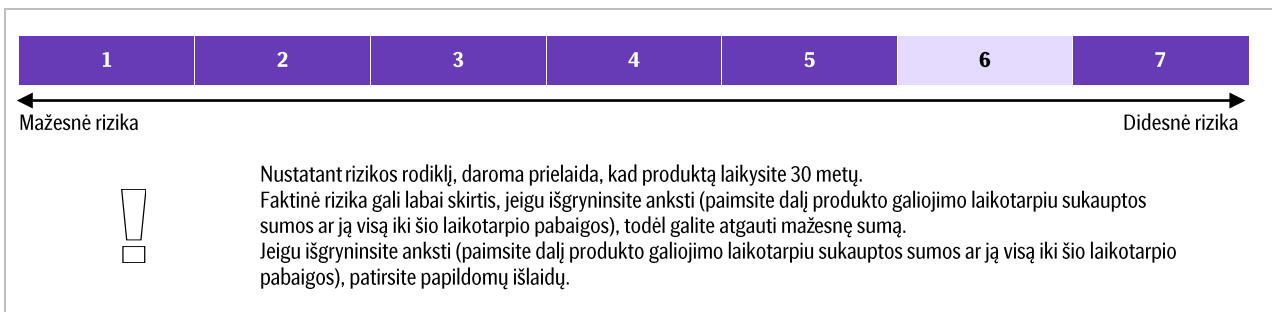 1 2 3 4 5 6 7
Mažesnė rizika Didesnė rizika
Nustatant rizikos rodiklį, daroma prielaida, kad produktą laikysite 30 metų.
Faktinė rizika gali labai skirtis, jeigu išgryninsite anksti (paimsite dalį produkto galiojimo laikotarpiu sukauptos
sumos ar ją visą iki šio laikotarpio pabaigos), todėl galite atgauti mažesnę sumą.
Jeigu išgryninsite anksti (paimsite dalį produkto galiojimo laikotarpiu sukauptos sumos ar ją visą iki šio laikotarpio
pabaigos), patirsite papildomų išlaidų.